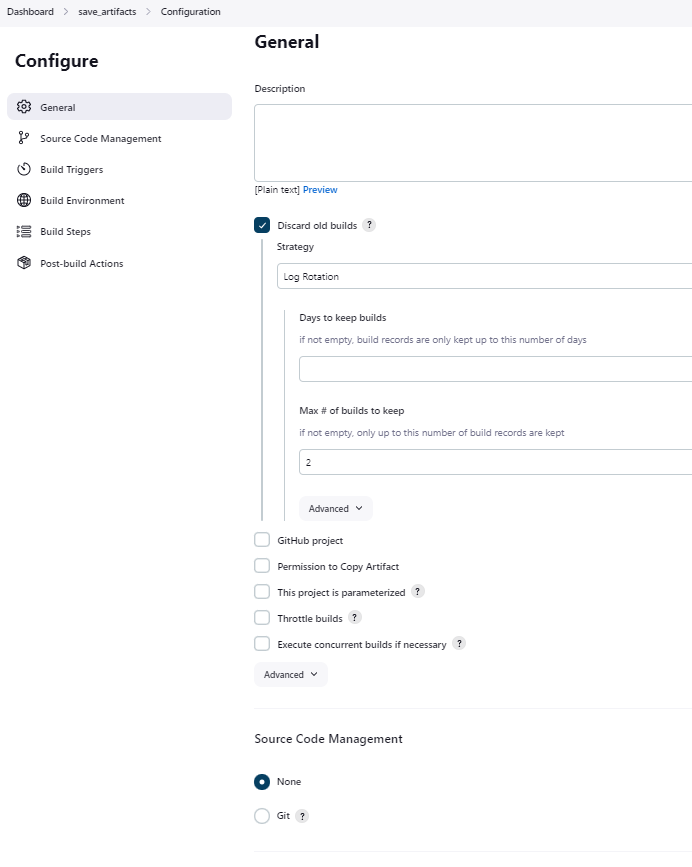 Dashboard > save_artifacts > Configuration
Configure
General
Source Code Management
Build Triggers
Build Environment
Build Steps
Post-build Actions
General
Description
[Plain text] Preview
Discard old builds ?
Strategy
Log Rotation
Days to keep builds
if not empty, build records are only kept up to this number of days
Max # of builds to keep
if not empty, only up to this number of build records are kept
2
Advanced
GitHub project
Permission to Copy Artifact
This project is parameterized ?
Throttle builds ?
Execute concurrent builds if necessary ?
Advanced
Source Code Management
None
Git ?